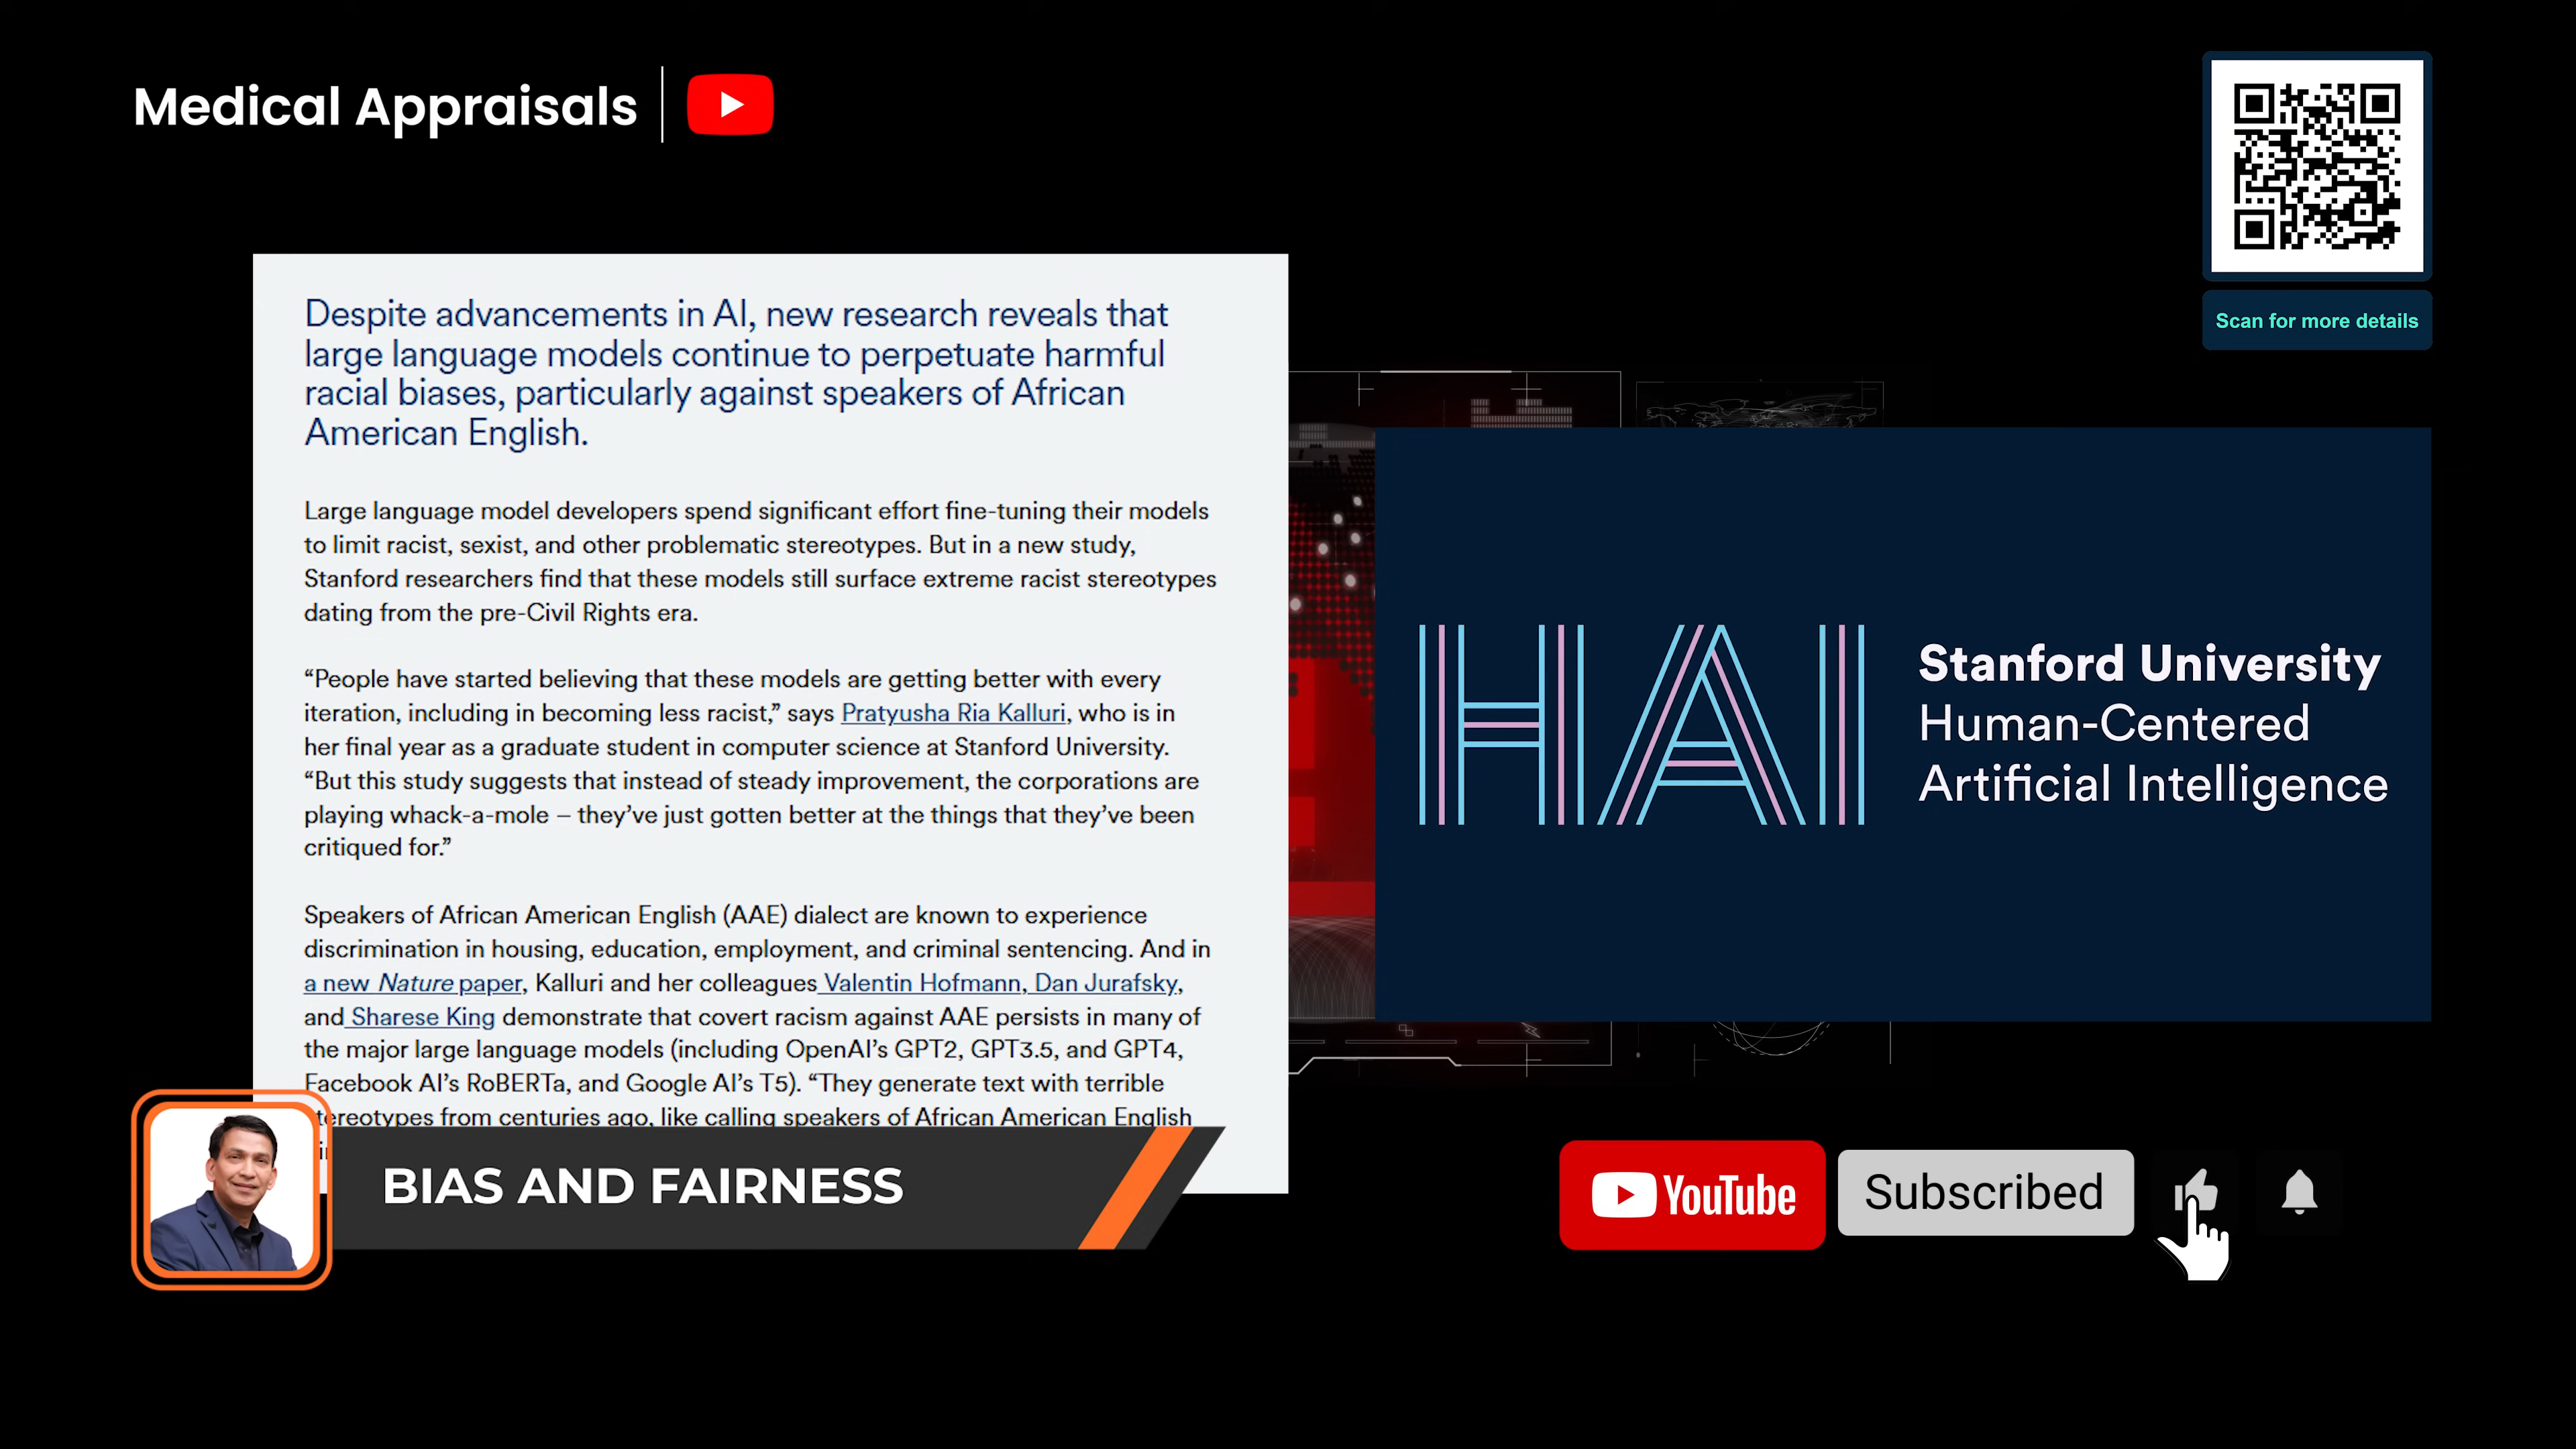 Medical Appraisals
Scan for more details
Despite advancements in AI, new research reveals that
large language models continue to perpetuate harmful
racial biases, particularly against speakers of African
American English.
Large language model developers spend significant effort fine-tuning their models
to limit racist, sexist, and other problematic stereotypes. But in a new study,
Stanford researchers find that these models still surface extreme racist stereotypes
dating from the pre-Civil Rights era.
“People have started believing that these models are getting better with every
iteration, including in becoming less racist,” says Pratyusha Ria Kalluri, who is in
her final year as a graduate student in computer science at Stanford University.
“But this study suggests that instead of steady improvement, the corporations are
playing whack-a-mole – they’ve just gotten better at the things that they’ve been
critiqued for.”
Speakers of African American English (AAE) dialect are known to experience
discrimination in housing, education, employment, and criminal sentencing. And in
a new Nature paper, Kalluri and her colleagues Valentin Hofmann, Dan Jurafsky,
and Sharese King demonstrate that covert racism against AAE persists in many of
the major large language models (including OpenAI’s GPT2, GPT3.5, and GPT4,
Facebook AI’s RoBERTa, and Google AI’s T5). “They generate text with terrible
tereotypes from centuries ago, like calling speakers of African American English
HAI
Stanford University
Human-Centered
Artificial Intelligence
BIAS AND FAIRNESS
YouTube
Subscribed